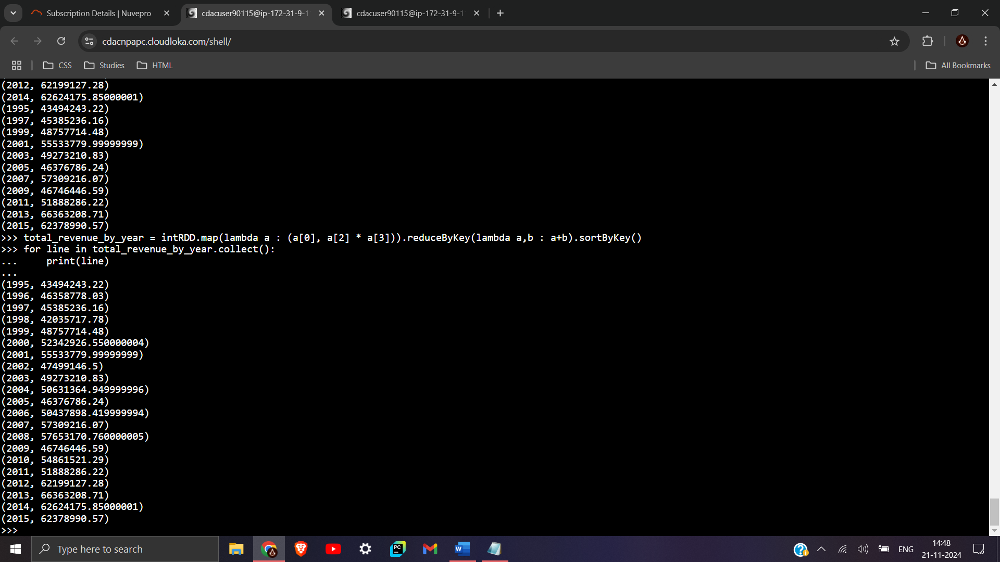 Subscription Details | Nuvepro
cdacuser90115@ip-172-31-9-1
cdacuser90115@ip-172-31-9-1
cdacnpapc.cloudloka.com/shell/
CSS
Studies
HTML
All Bookmarks
(2012, 62199127.28)
(2014, 62624175.85000001)
(1995, 43494243.22)
(1997, 45385236.16)
(1999, 48757714.48)
(2001, 55533779.99999999)
(2003, 49273210.83)
(2005, 46376786.24)
(2007, 57309216.07)
(2009, 46746446.59)
(2011, 51888286.22)
(2013, 66363208.71)
(2015, 62378990.57)
>>> total_revenue_by_year = intRDD.map(lambda a : (a[0], a[2] * a[3])).reduceByKey(lambda a,b : a+b).sortByKey()
>>> for line in total_revenue_by_year.collect():
...     print(line)
...
(1995, 43494243.22)
(1996, 46358778.03)
(1997, 45385236.16)
(1998, 42035717.78)
(1999, 48757714.48)
(2000, 52342926.550000004)
(2001, 55533779.99999999)
(2002, 47499146.5)
(2003, 49273210.83)
(2004, 50631364.949999996)
(2005, 46376786.24)
(2006, 50437898.419999994)
(2007, 57309216.07)
(2008, 57653170.760000005)
(2009, 46746446.59)
(2010, 54861521.29)
(2011, 51888286.22)
(2012, 62199127.28)
(2013, 66363208.71)
(2014, 62624175.85000001)
(2015, 62378990.57)
>>>
Type here to search
PC
W
ENG
14:48
21-11-2024